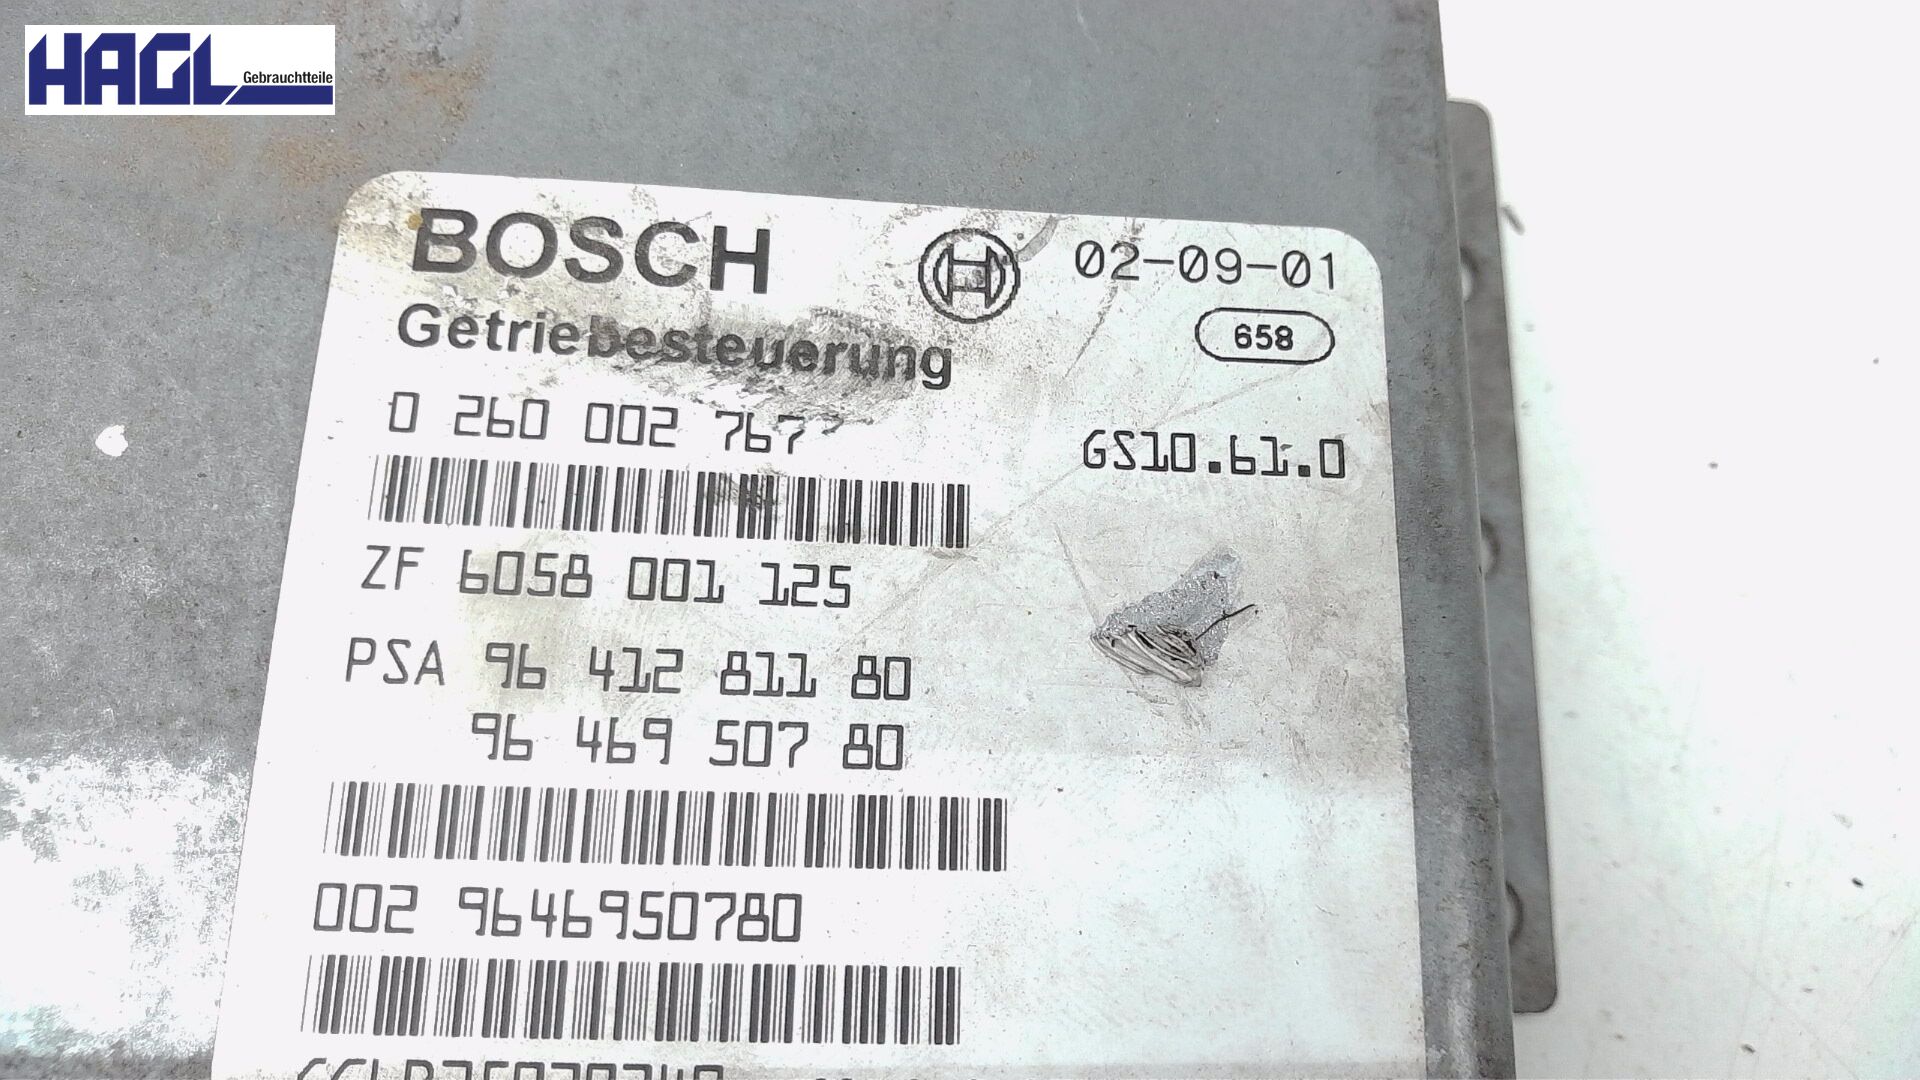 HAGL Gebrauchtteile
BOSCH 02-09-01
658
Getriebesteuerung
0 260 002 767
GS10.61.0
ZF 6058 001 125
PSA 96 412 811 80
96 469 507 80
002 9646950780